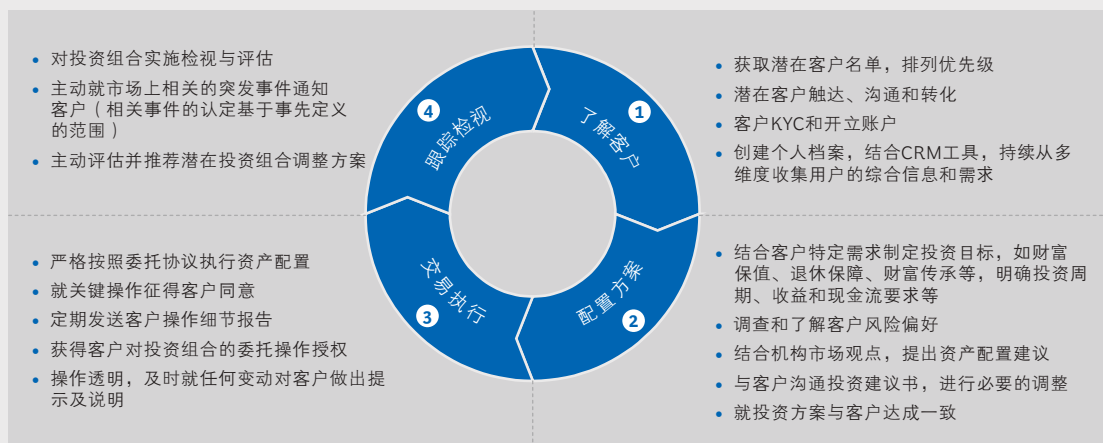 • 对投资组合实施检视与评估
• 主动就市场上相关的突发事件通知
客户（相关事件的认定基于事先定义
的范围）
• 主动评估并推荐潜在投资组合调整方案
4
跟踪检视
1
了解客户
• 获取潜在客户名单，排列优先级
• 潜在客户触达、沟通和转化
• 客户KYC和开立账户
• 创建个人档案，结合CRM工具，持续从多
维度收集用户的综合信息和需求
• 严格按照委托协议执行资产配置
• 就关键操作征得客户同意
• 定期发送客户操作细节报告
• 获得客户对投资组合的委托操作授权
• 操作透明，及时就任何变动对客户做出提
示及说明
交易执行
3
配置方案
2
• 结合客户特定需求制定投资目标，如财富
保值、退休保障、财富传承等，明确投资周
期、收益和现金流要求等
• 调查和了解客户风险偏好
• 结合机构市场观点，提出资产配置建议
• 与客户沟通投资建议书，进行必要的调整
• 就投资方案与客户达成一致